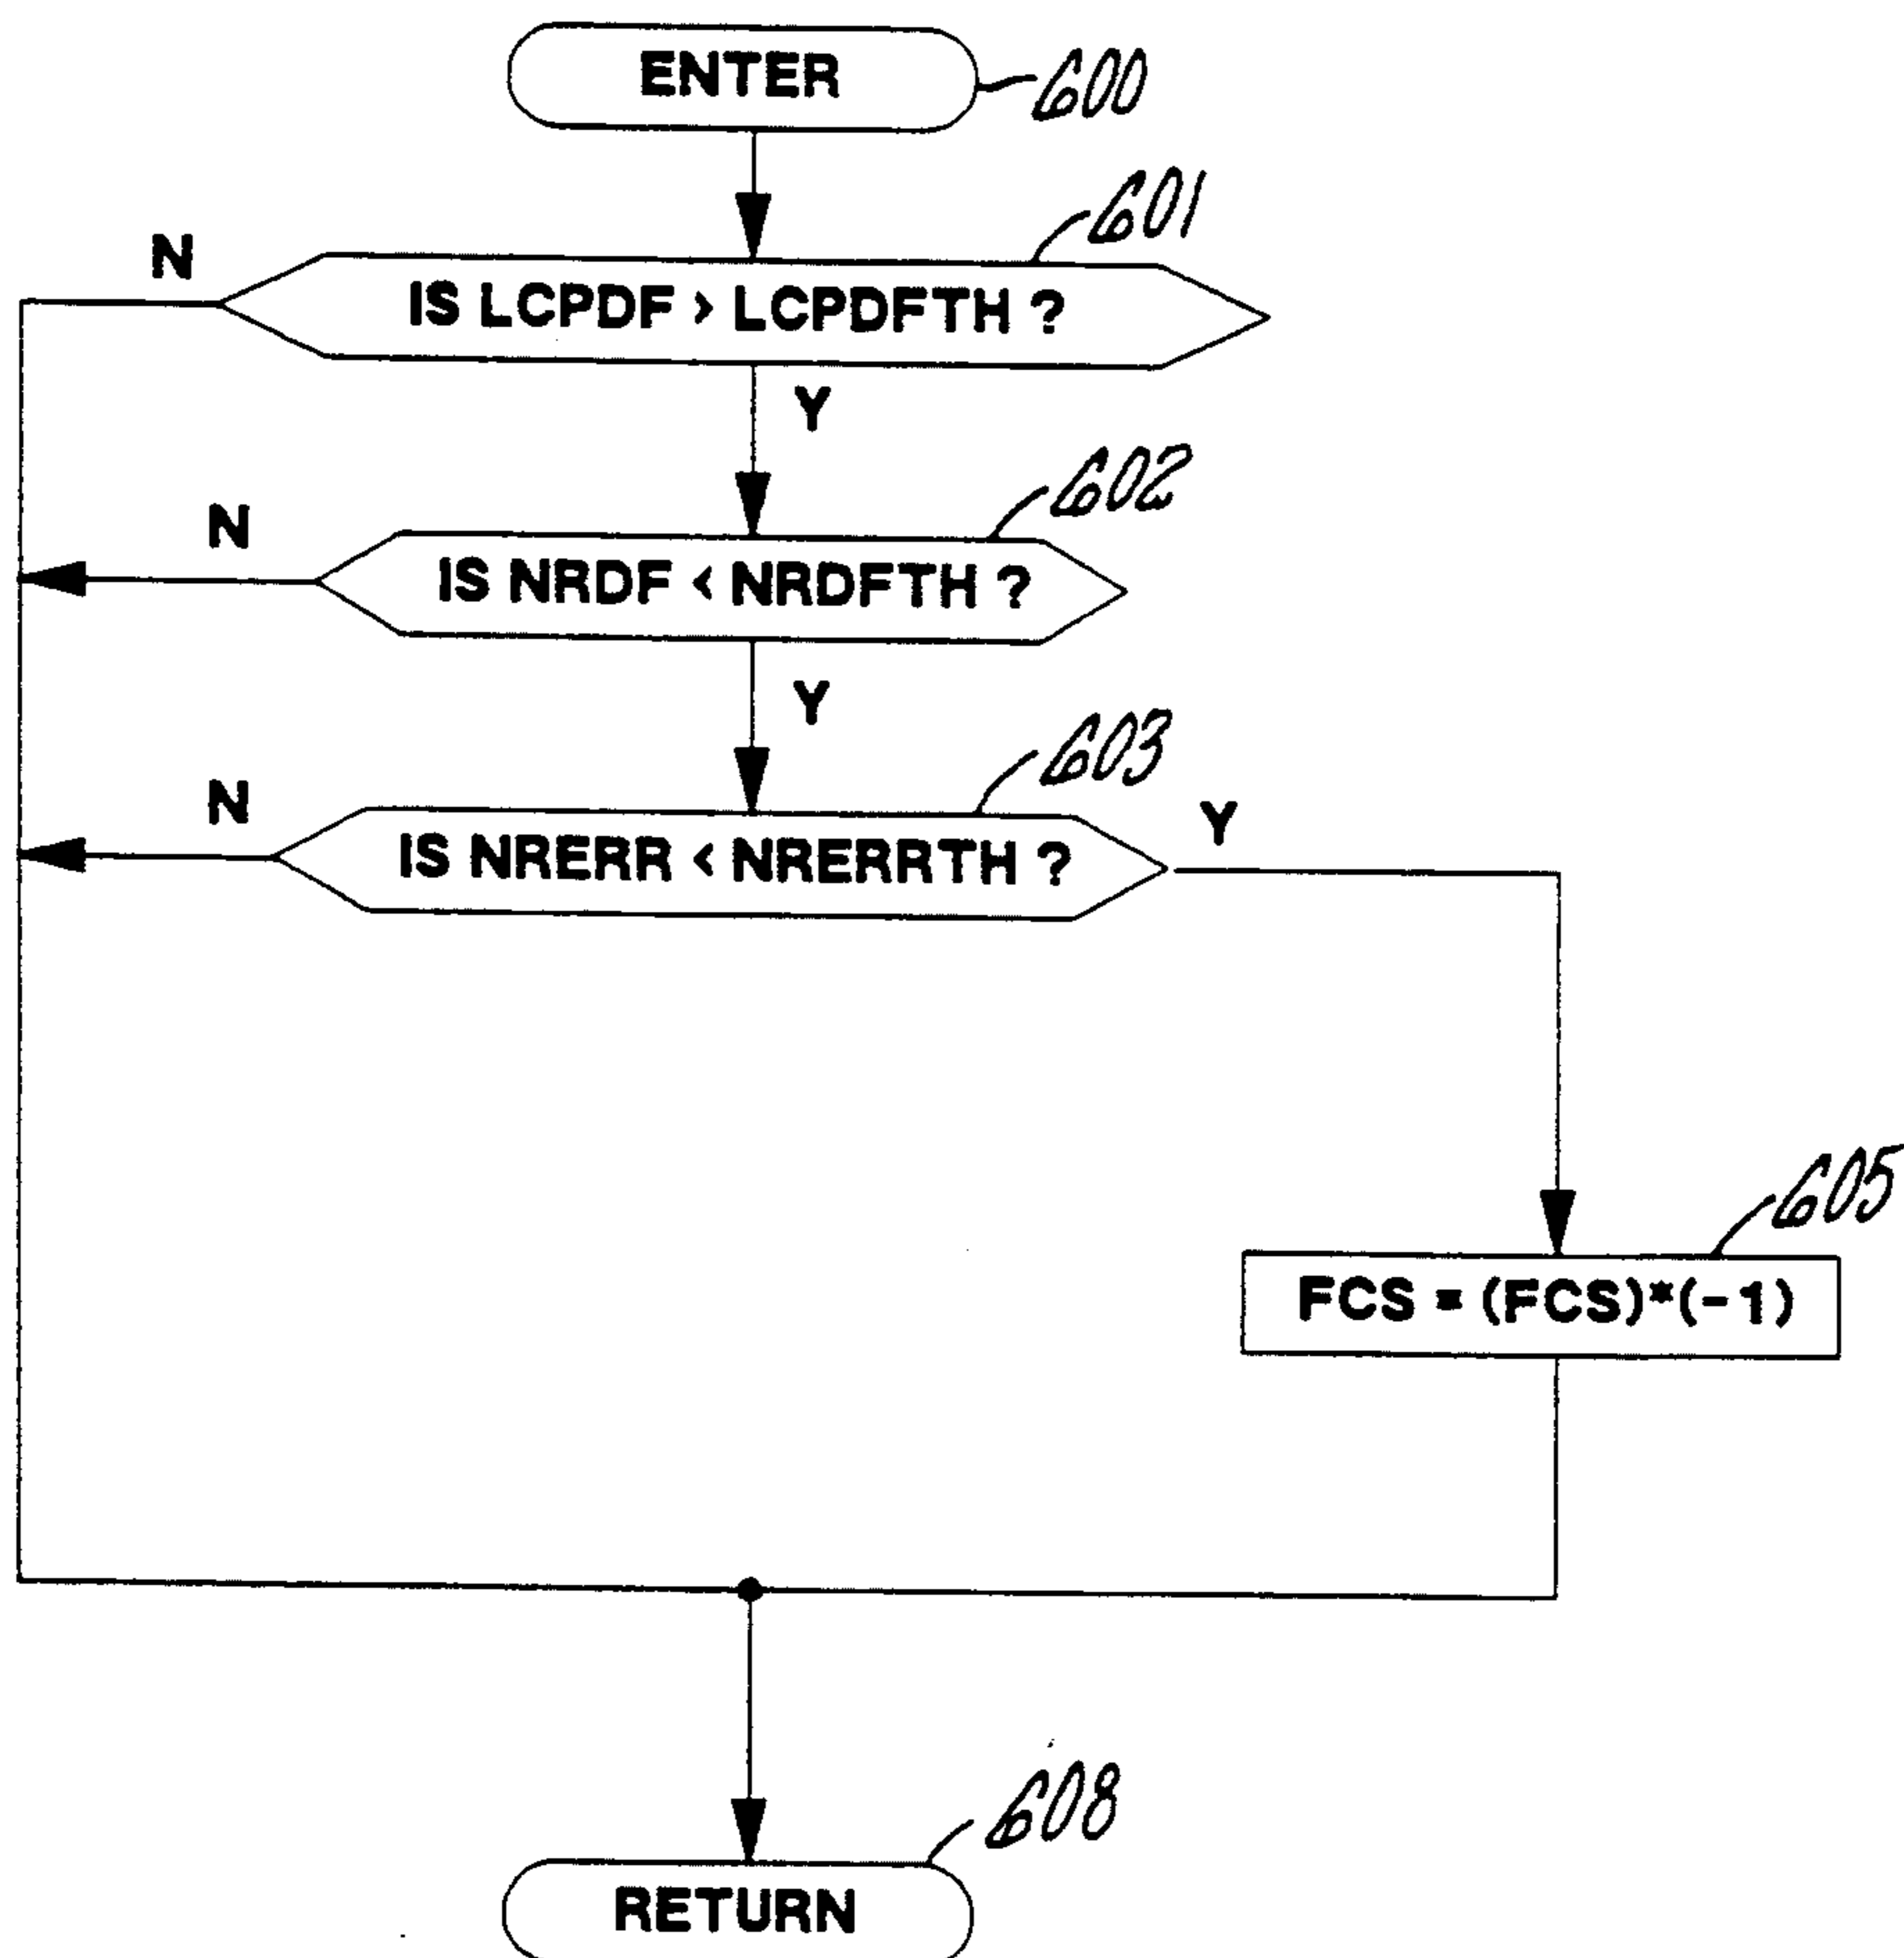 ENTER
600
601
N
IS LCPDF > LCPDFTH ?
Y
602
N
IS NRDF < NRDFTH ?
Y
603
N
Y
IS NRERR < NRERRTH ?
605
FCS = (FCS)*(-1)
608
RETURN